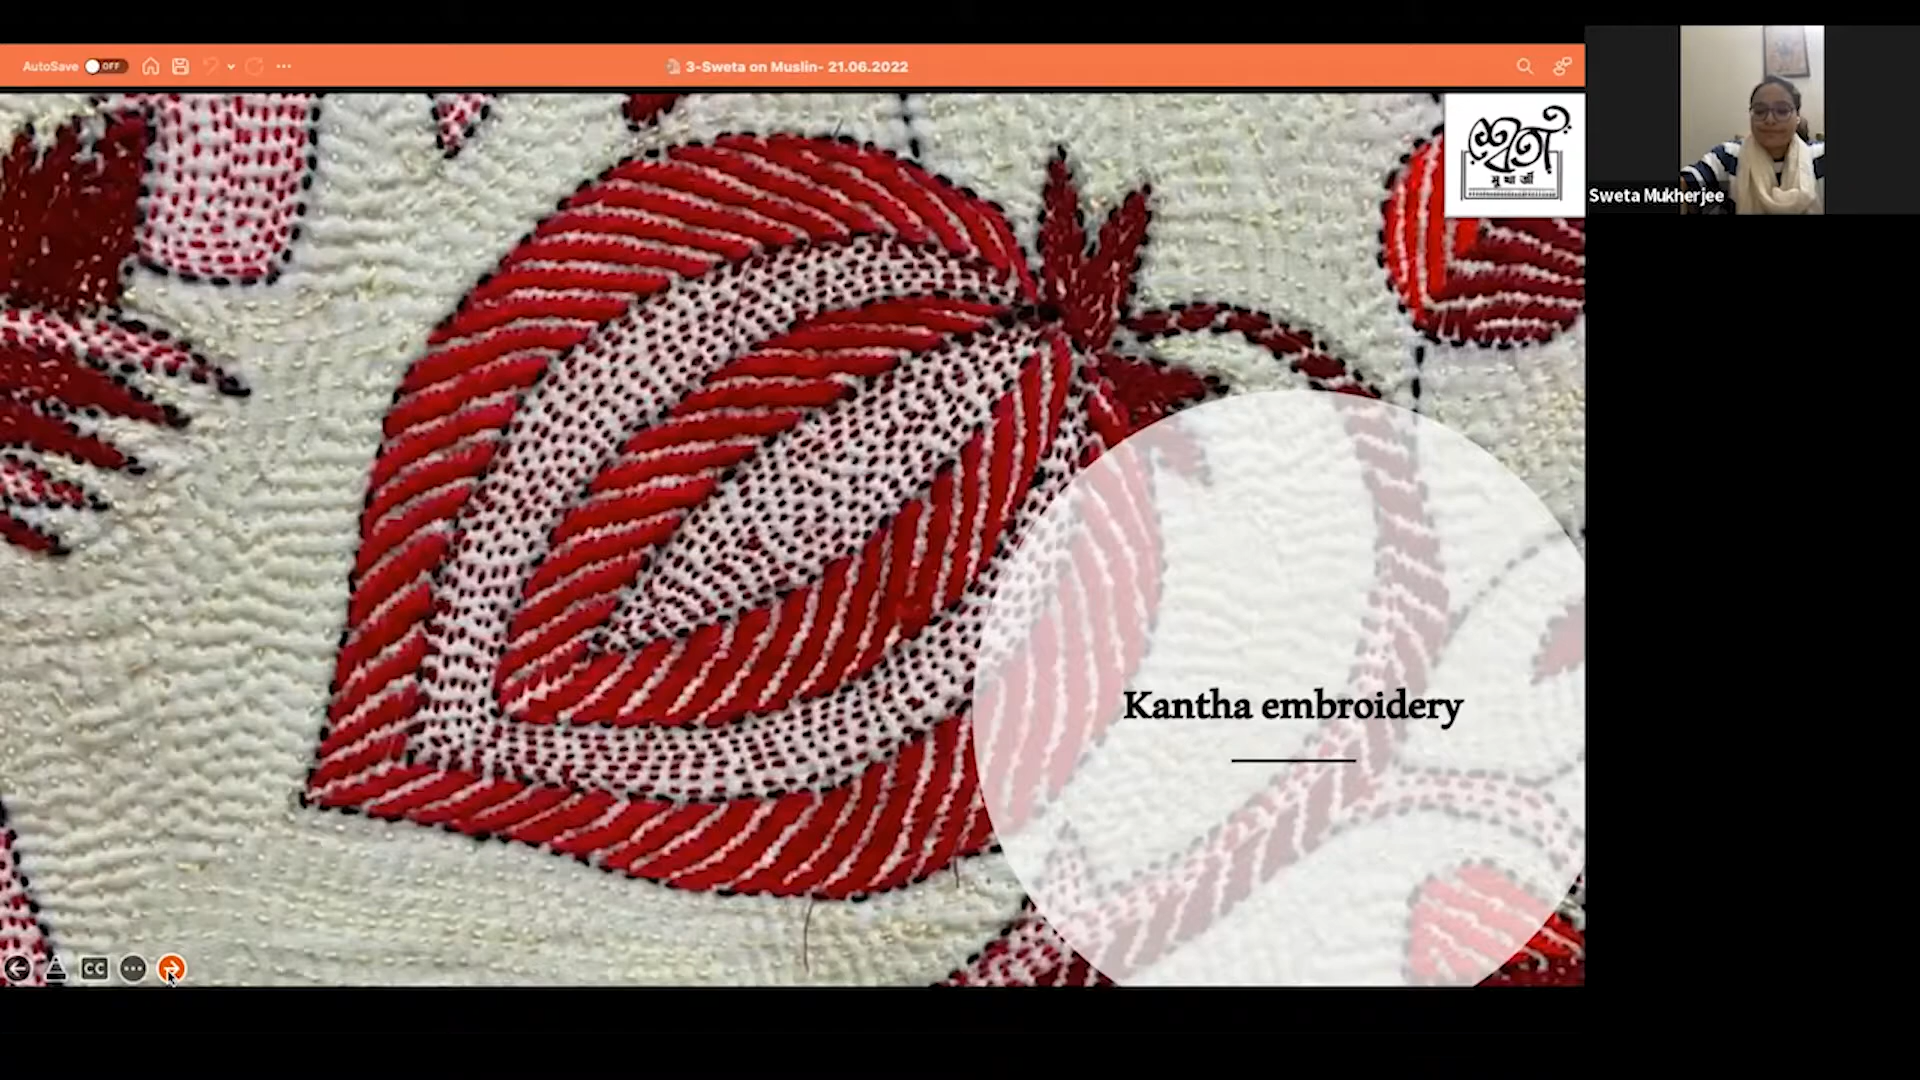 AutoSave OFF
3-Sweta on Muslin- 21.06.2022
শ্বেতা
মুখার্জী
Sweta Mukherjee
Kantha embroidery
CC